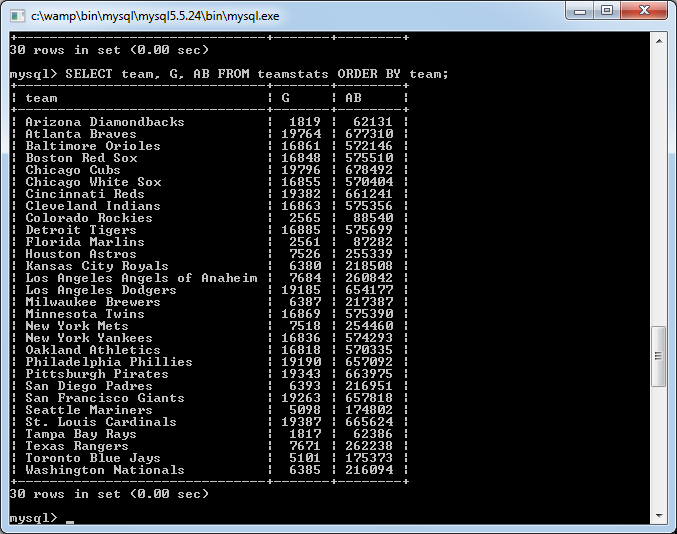 c:\wamp\bin\mysql\mysql5.5.24\bin\mysql.exe
+----------------------------------+-------+--------+
30 rows in set (0.00 sec)
mysql> SELECT team, G, AB FROM teamstats ORDER BY team;
+-------------------------------+-------+--------+
| team                          | G     | AB     |
+-------------------------------+-------+--------+
| Arizona Diamondbacks          |  1819 |  62131 |
| Atlanta Braves                | 19764 | 677310 |
| Baltimore Orioles             | 16861 | 572146 |
| Boston Red Sox                | 16848 | 575510 |
| Chicago Cubs                  | 19796 | 678492 |
| Chicago White Sox             | 16855 | 570404 |
| Cincinnati Reds               | 19382 | 661241 |
| Cleveland Indians             | 16863 | 575356 |
| Colorado Rockies              |  2565 |  88540 |
| Detroit Tigers                | 16885 | 575699 |
| Florida Marlins               |  2561 |  87282 |
| Houston Astros                |  7526 | 255339 |
| Kansas City Royals            |  6380 | 218508 |
| Los Angeles Angels of Anaheim |  7684 | 260842 |
| Los Angeles Dodgers           | 19185 | 654177 |
| Milwaukee Brewers             |  6387 | 217387 |
| Minnesota Twins               | 16869 | 575390 |
| New York Mets                 |  7518 | 254460 |
| New York Yankees              | 16836 | 574293 |
| Oakland Athletics             | 16818 | 570335 |
| Philadelphia Phillies         | 19190 | 657092 |
| Pittsburgh Pirates            | 19343 | 663975 |
| San Diego Padres              |  6393 | 216951 |
| San Francisco Giants          | 19263 | 657818 |
| Seattle Mariners              |  5098 | 174802 |
| St. Louis Cardinals           | 19387 | 665624 |
| Tampa Bay Rays                |  1817 |  62386 |
| Texas Rangers                 |  7671 | 262238 |
| Toronto Blue Jays             |  5101 | 175373 |
| Washington Nationals          |  6385 | 216094 |
+-------------------------------+-------+--------+
30 rows in set (0.00 sec)
mysql> _